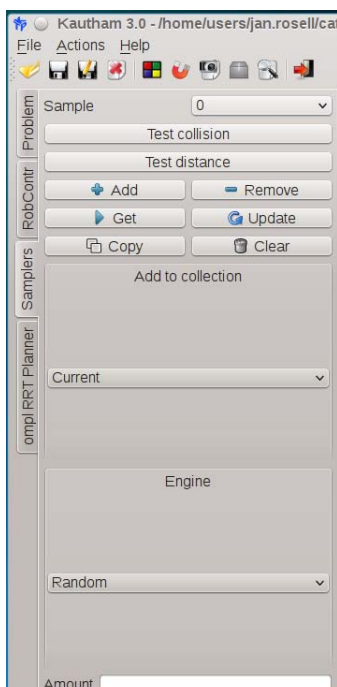 Kautham 3.0 - /home/users/jan.rosell/cat
File Actions Help
Problem
RobContr
Samplers
ompl RRT Planner
Sample 0
Test collision
Test distance
Add Remove
Get Update
Copy Clear
Add to collection
Current
Engine
Random
Amount